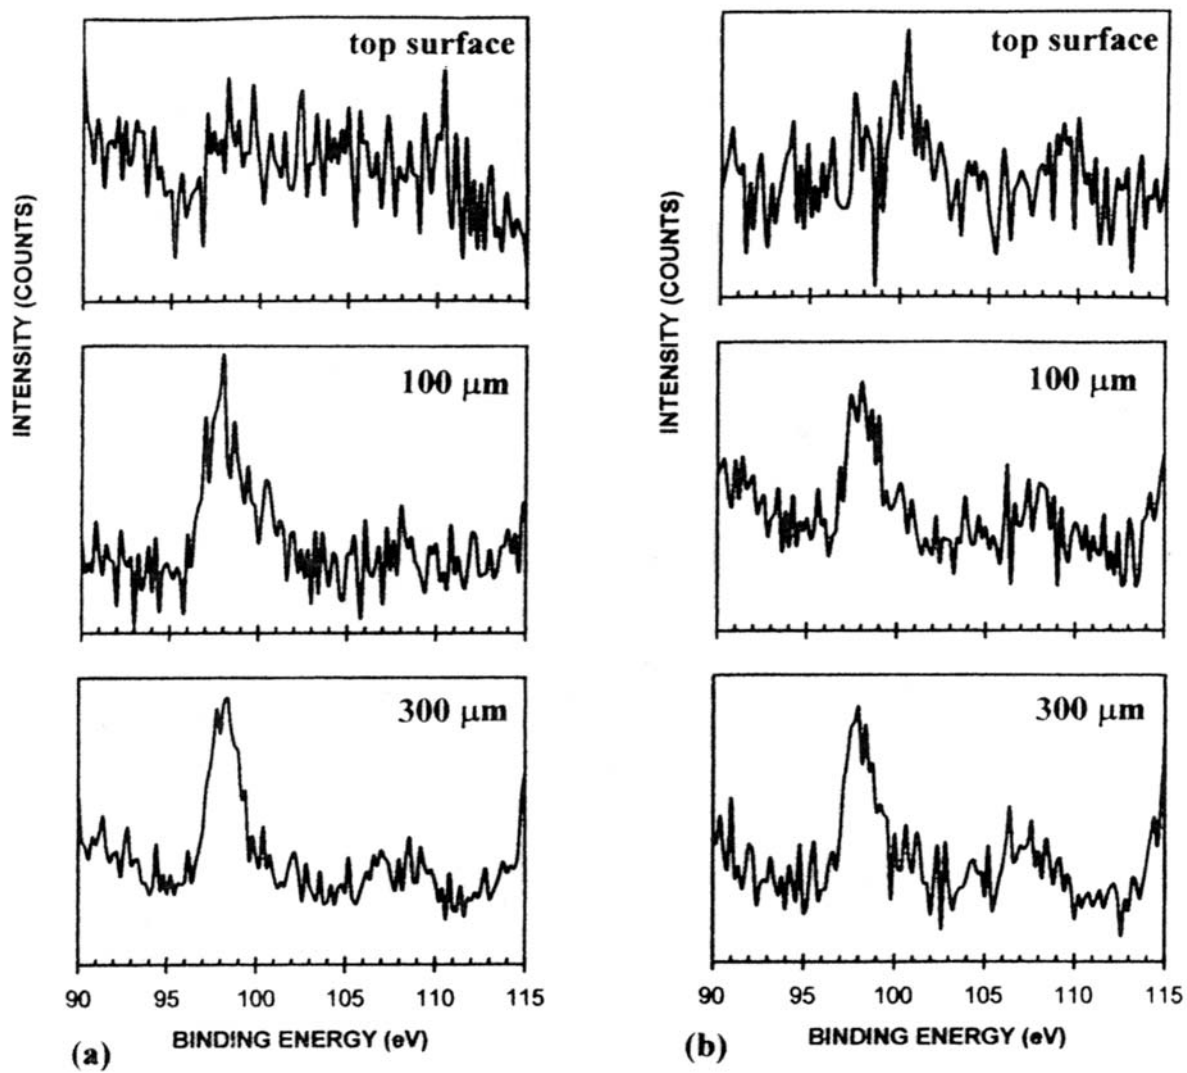 top surface
INTENSITY (COUNTS)
100 μm
300 μm
90 95 100 105 110 115
BINDING ENERGY (eV)
(a)
top surface
INTENSITY (COUNTS)
100 μm
300 μm
90 95 100 105 110 115
BINDING ENERGY (eV)
(b)